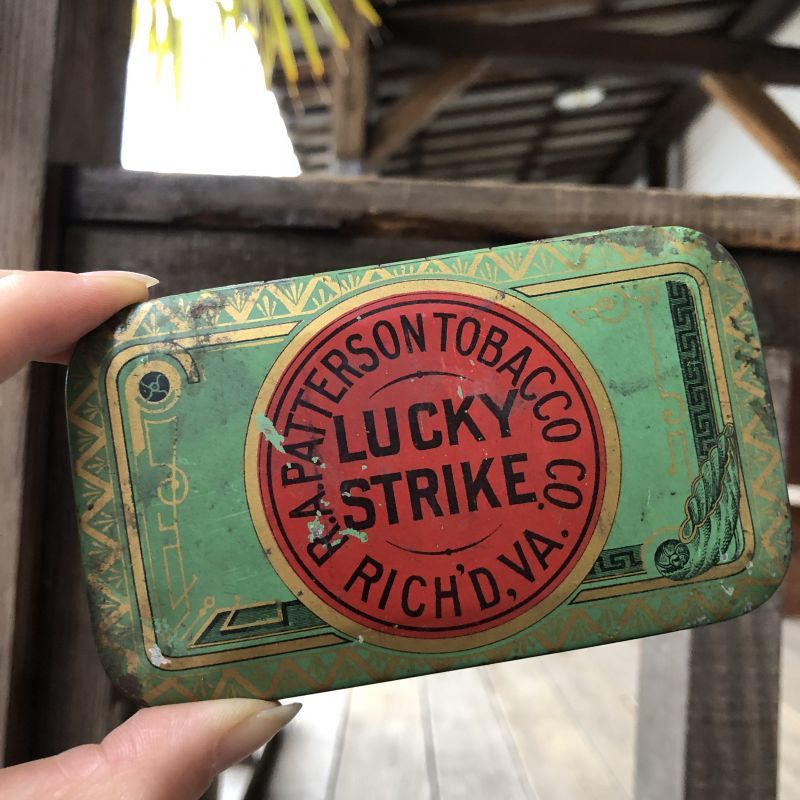 R.A. PATTERSON TOBACCO CO.
LUCKY
STRIKE
RICH'D, VA.